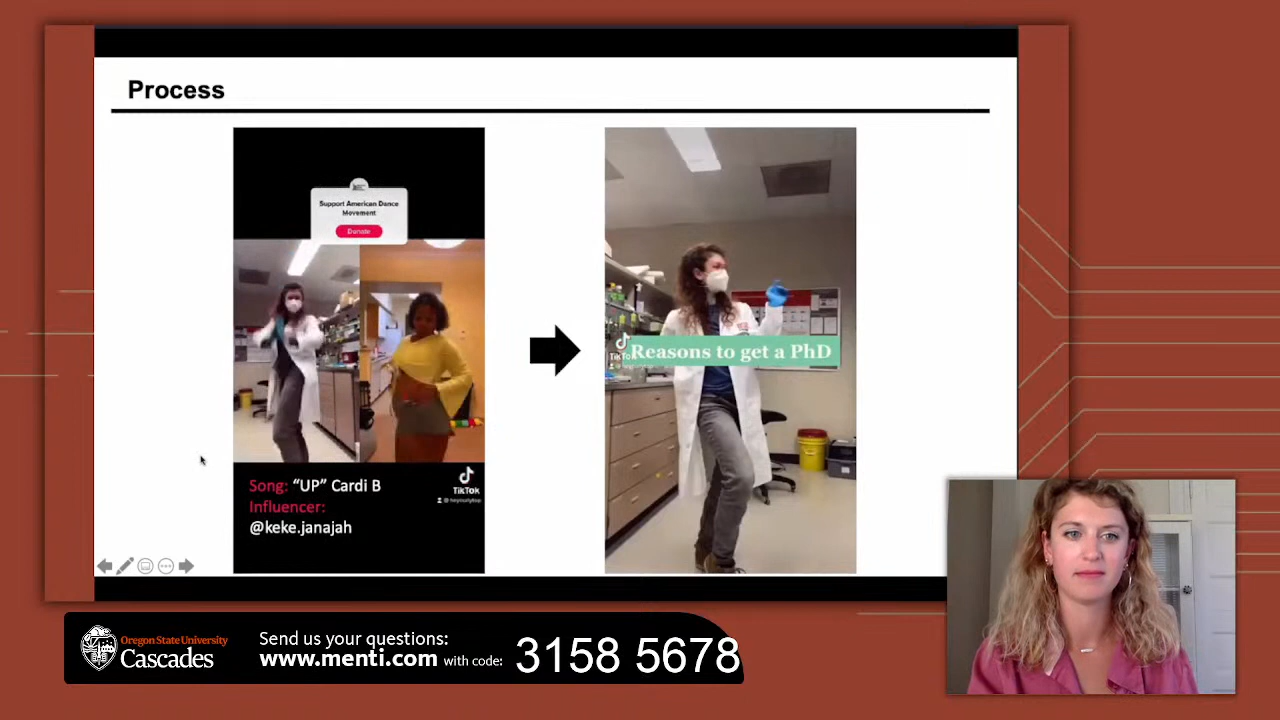 Process
Support American Dance
Movement
Donate
Song: “UP” Cardi B
Influencer:
@keke.janajah
TikTok
TikTok
Reasons to get a PhD
Oregon State University
Cascades
Send us your questions:
www.menti.com with code:
3158 5678